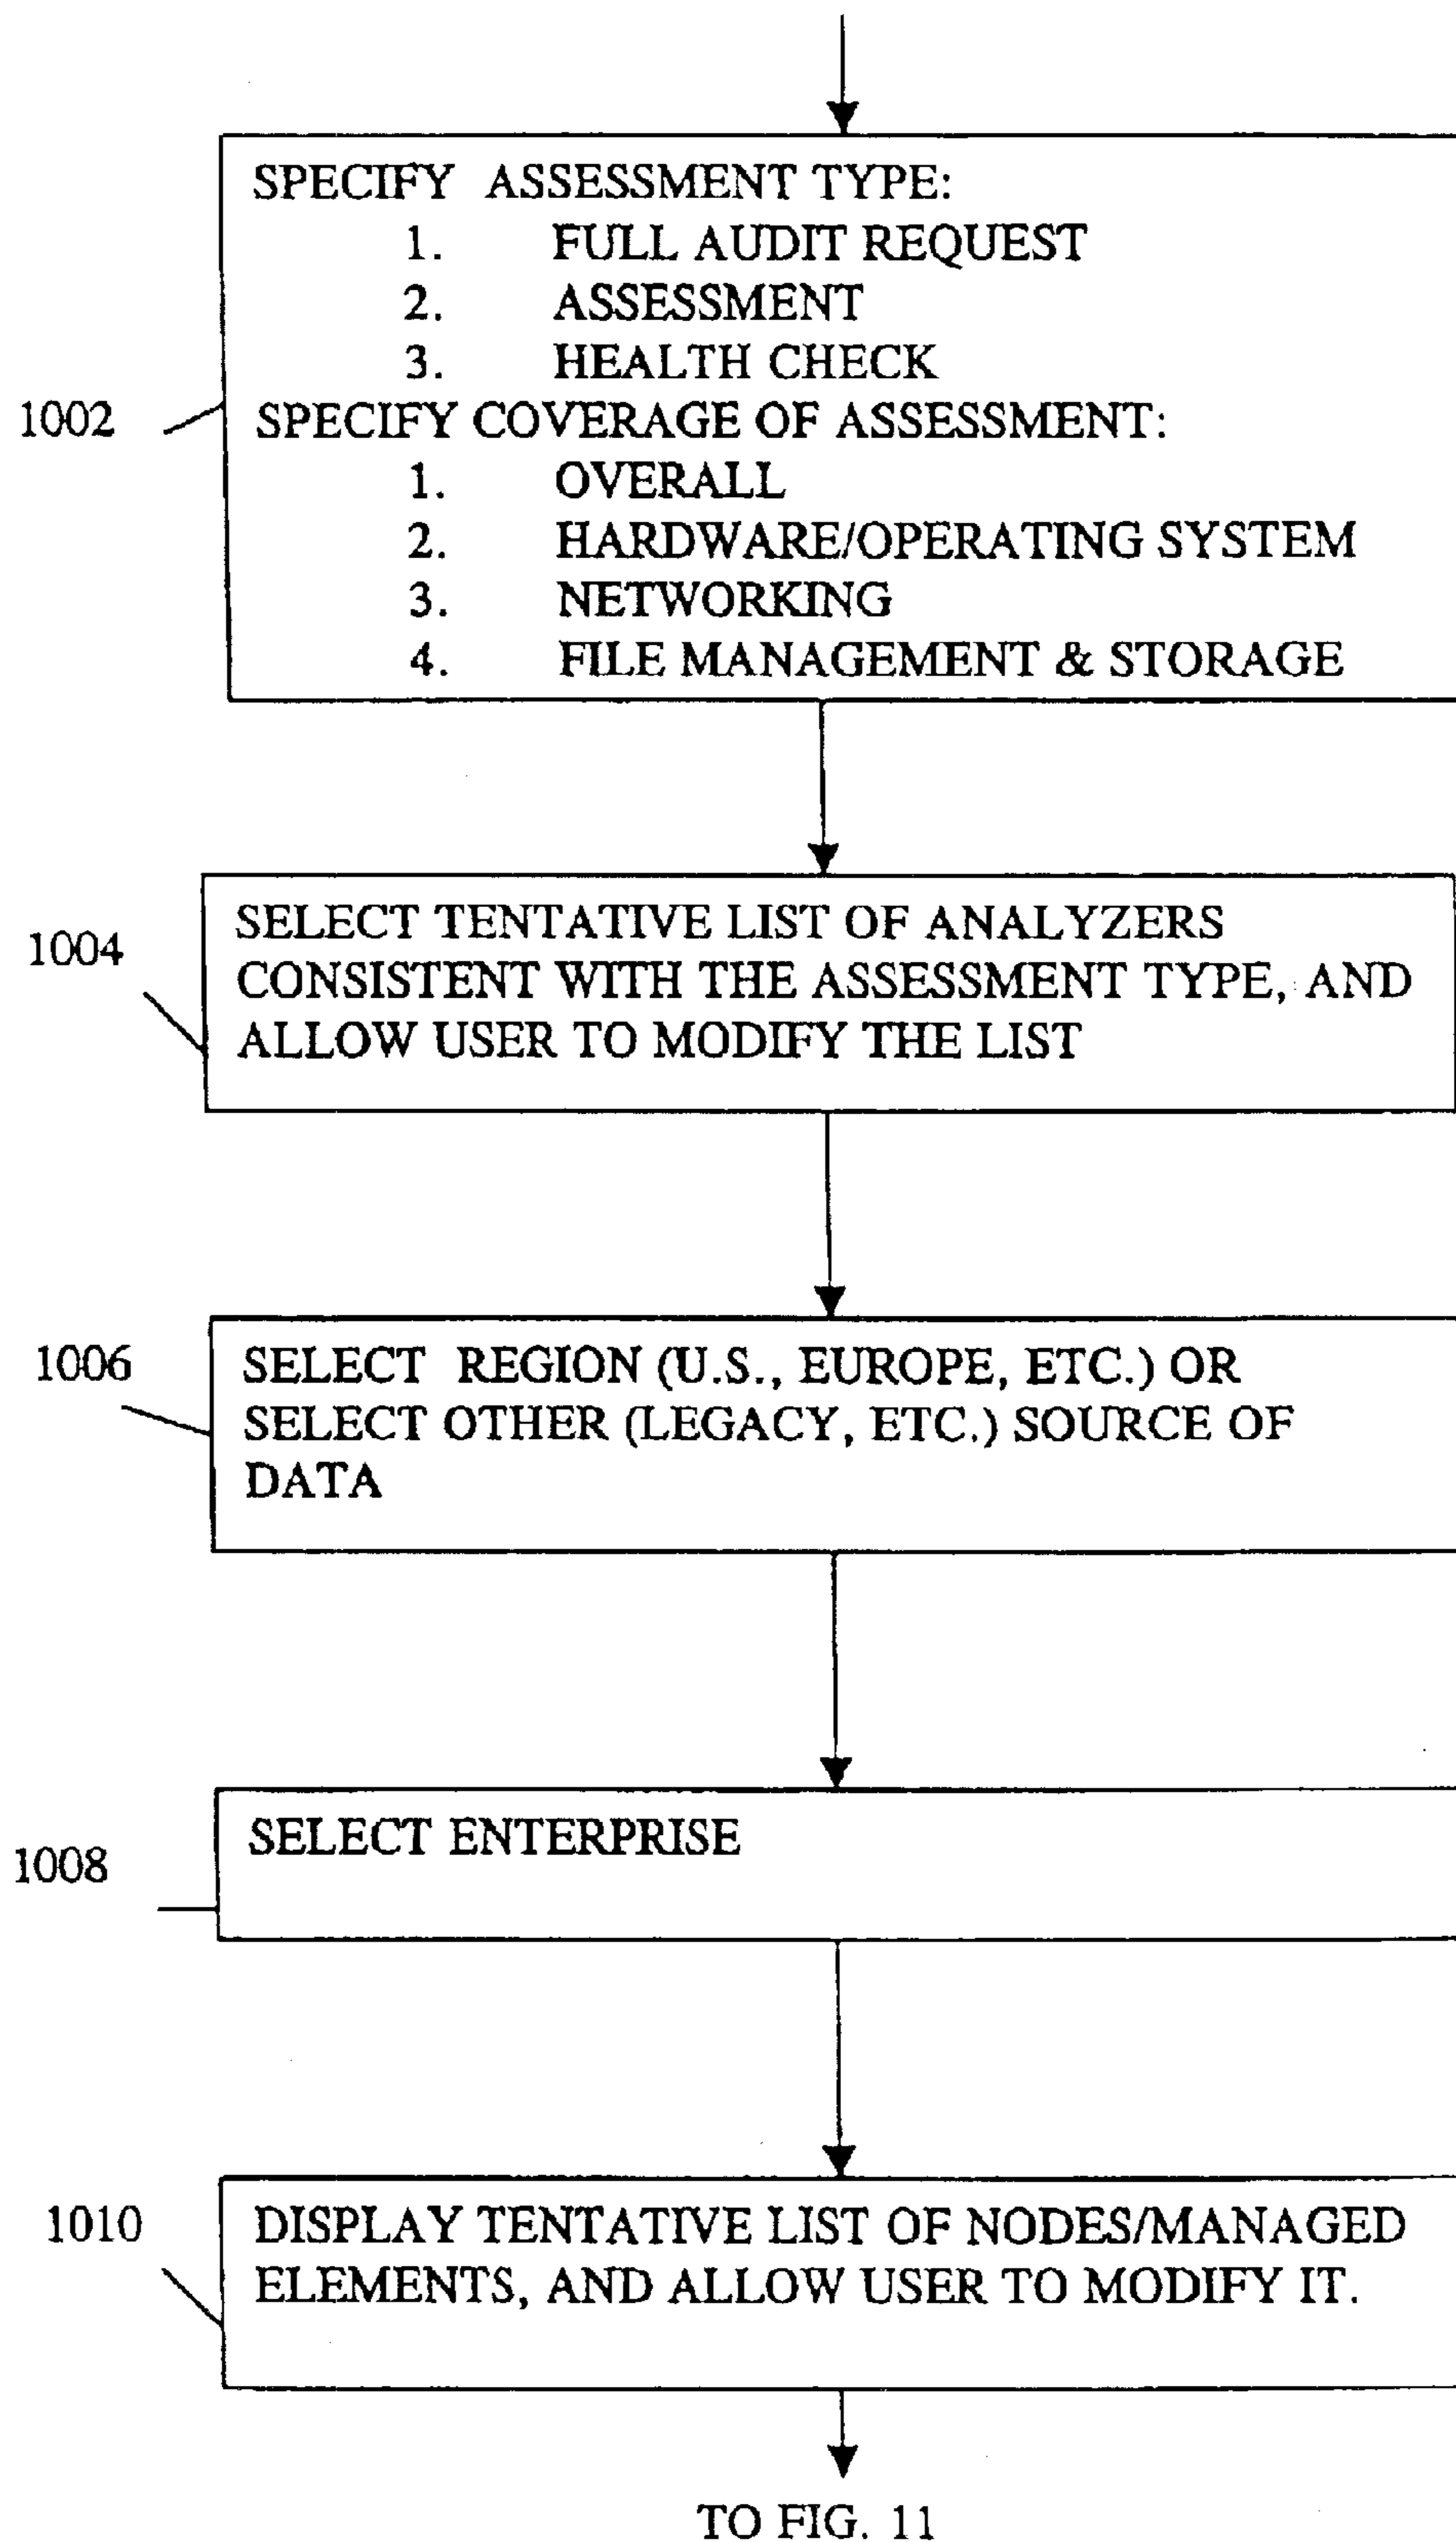 SPECIFY ASSESSMENT TYPE:
1. FULL AUDIT REQUEST
2. ASSESSMENT
3. HEALTH CHECK
1002
SPECIFY COVERAGE OF ASSESSMENT:
1. OVERALL
2. HARDWARE/OPERATING SYSTEM
3. NETWORKING
4. FILE MANAGEMENT & STORAGE
1004
SELECT TENTATIVE LIST OF ANALYZERS
CONSISTENT WITH THE ASSESSMENT TYPE, AND
ALLOW USER TO MODIFY THE LIST
1006
SELECT REGION (U.S., EUROPE, ETC.) OR
SELECT OTHER (LEGACY, ETC.) SOURCE OF
DATA
1008
SELECT ENTERPRISE
1010
DISPLAY TENTATIVE LIST OF NODES/MANAGED
ELEMENTS, AND ALLOW USER TO MODIFY IT.
TO FIG. 11